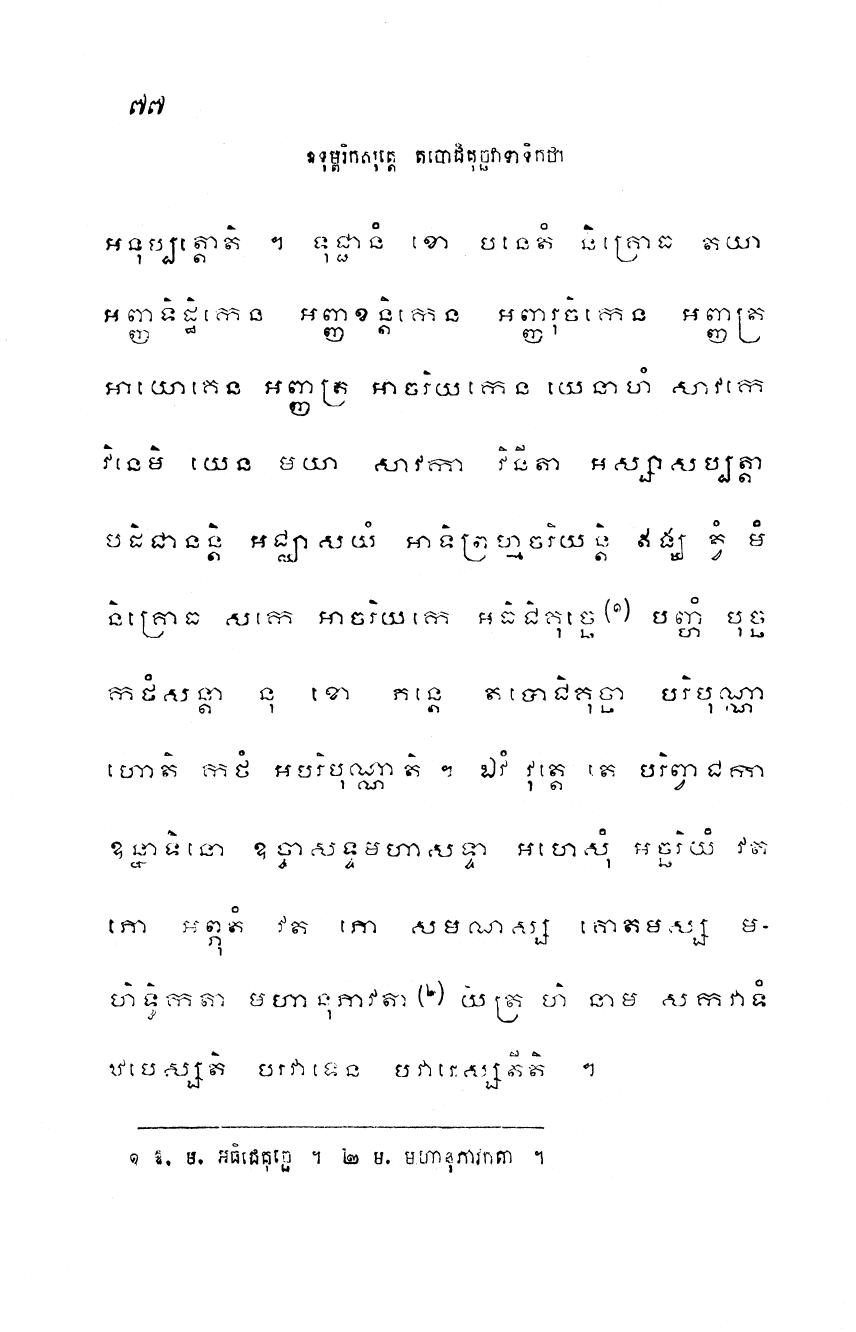 ៧៧
ឧទុម្ពរិកសុត្តេ តបោជិគុច្ឆវាទាទិកថា
អនុប្បត្តោតិ ។ ទុជ្ជានំ ខោ បនេតំ និគ្រោធ តយា
អញ្ញទិដ្ឋិកេន អញ្ញខន្តិកេន អញ្ញរុចិកេន អញ្ញត្រ
អាយោគេន អញ្ញត្រ អាចរិយកេន យេនាហំ សាវកេ
វិនេមិ យេន មយា សាវកា វិនីតា អស្សាសប្បត្តា
បដិជានន្តិ អជ្ឈាសយំ អាទិព្រហ្មចរិយន្តិ ឥង្ឃ ត្វំ មំ
និគ្រោធ សកេ អាចរិយកេ អធិជិគុច្ឆេ(១) បញ្ហំ បុច្ឆ
កថំសន្តា នុ ខោ ភន្តេ តបោជិគុច្ឆា បរិបុណ្ណា
ហោតិ កថំ អបរិបុណ្ណាតិ ។ ឯវំ វុត្តេ តេ បរិព្វាជកា
ឧន្នាទិនោ ឧច្ចាសទ្ទមហាសទ្ទា អហេសុំ អច្ឆរិយំ វត
ភោ អព្ភុតំ វត ភោ សមណស្ស គោតមស្ស ម-
ហិទ្ធិកតា មហានុភាវតា(២) យត្រ ហិ នាម សកវាទំ
ឋបេស្សតិ បរវាទេន បវារេស្សតីតិ ។
១ ឱ. ម. អធិជេគុច្ឆេ ។ ២ ម. មហានុភាវកតា ។